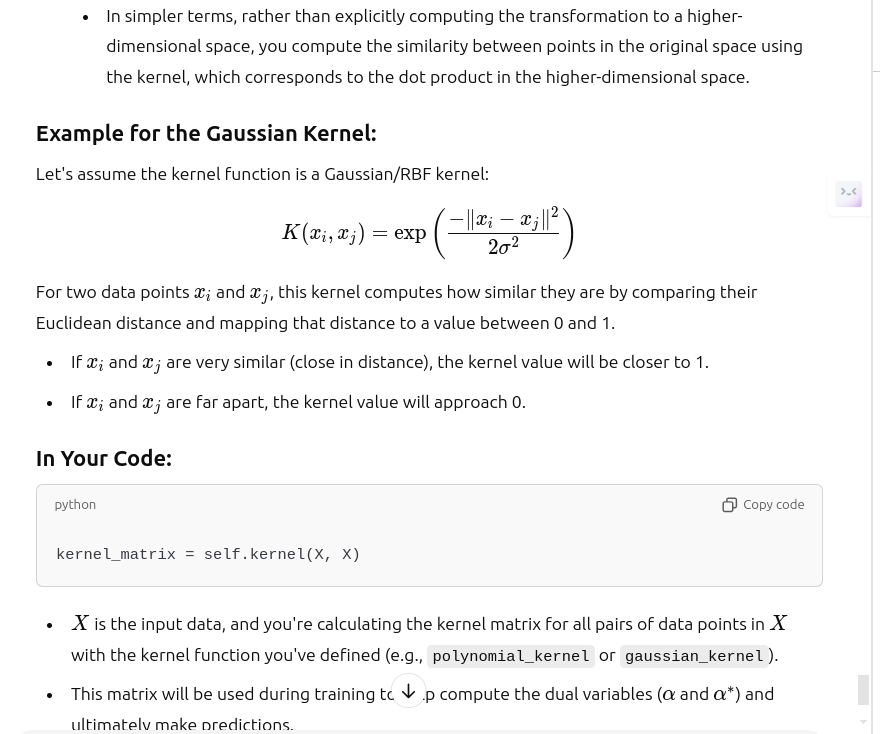 • In simpler terms, rather than explicitly computing the transformation to a higher-
dimensional space, you compute the similarity between points in the original space using
the kernel, which corresponds to the dot product in the higher-dimensional space.
Example for the Gaussian Kernel:
Let's assume the kernel function is a Gaussian/RBF kernel:
K(xᵢ, xⱼ) = exp(−‖xᵢ − xⱼ‖² / 2σ²)
For two data points xᵢ and xⱼ, this kernel computes how similar they are by comparing their
Euclidean distance and mapping that distance to a value between 0 and 1.
• If xᵢ and xⱼ are very similar (close in distance), the kernel value will be closer to 1.
• If xᵢ and xⱼ are far apart, the kernel value will approach 0.
In Your Code:
python Copy code
kernel_matrix = self.kernel(X, X)
• X is the input data, and you're calculating the kernel matrix for all pairs of data points in X
with the kernel function you've defined (e.g., polynomial_kernel or gaussian_kernel).
• This matrix will be used during training compute the dual variables (α and α*) and
ultimately make predictions.